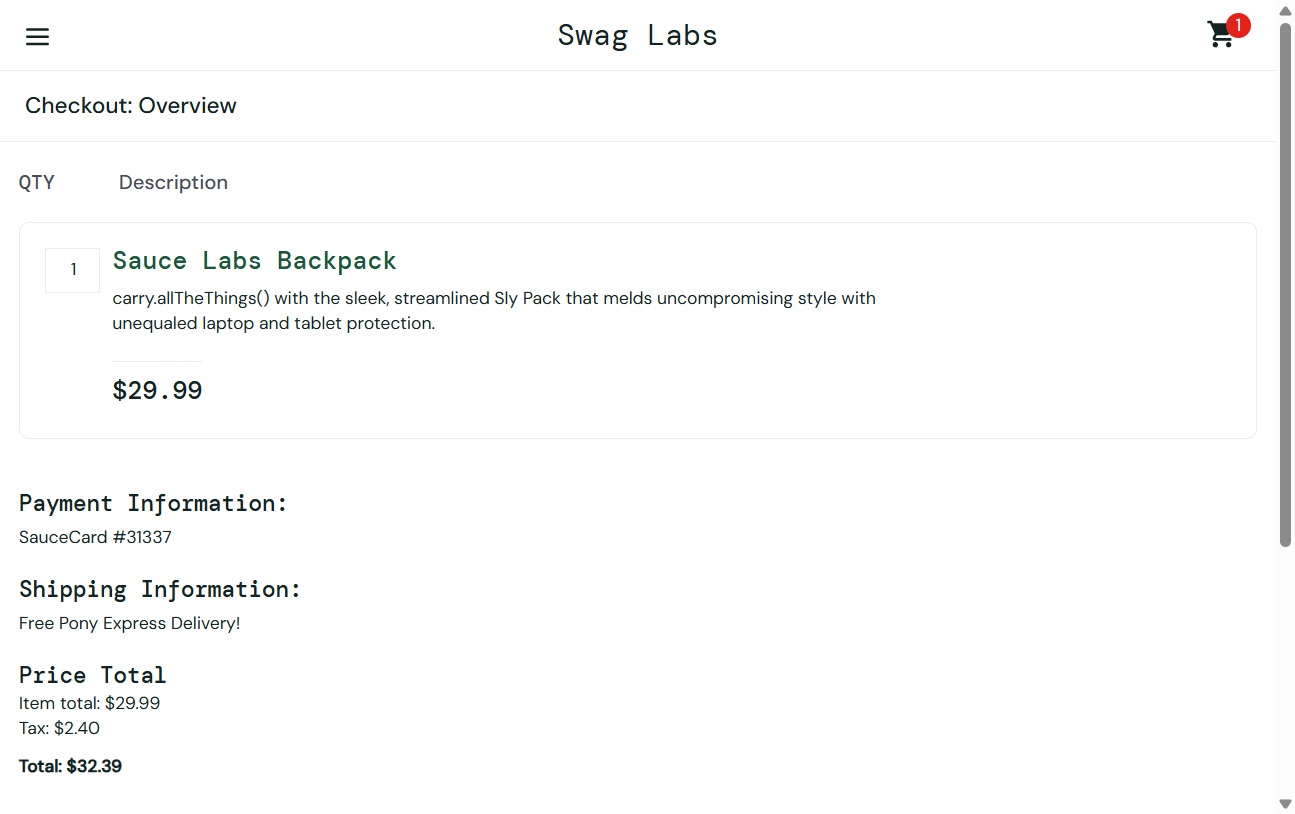 Swag Labs
1
Checkout: Overview
QTY Description
1
Sauce Labs Backpack
carry.allTheThings() with the sleek, streamlined Sly Pack that melds uncompromising style with
unequaled laptop and tablet protection.
$29.99
Payment Information:
SauceCard #31337
Shipping Information:
Free Pony Express Delivery!
Price Total
Item total: $29.99
Tax: $2.40
Total: $32.39